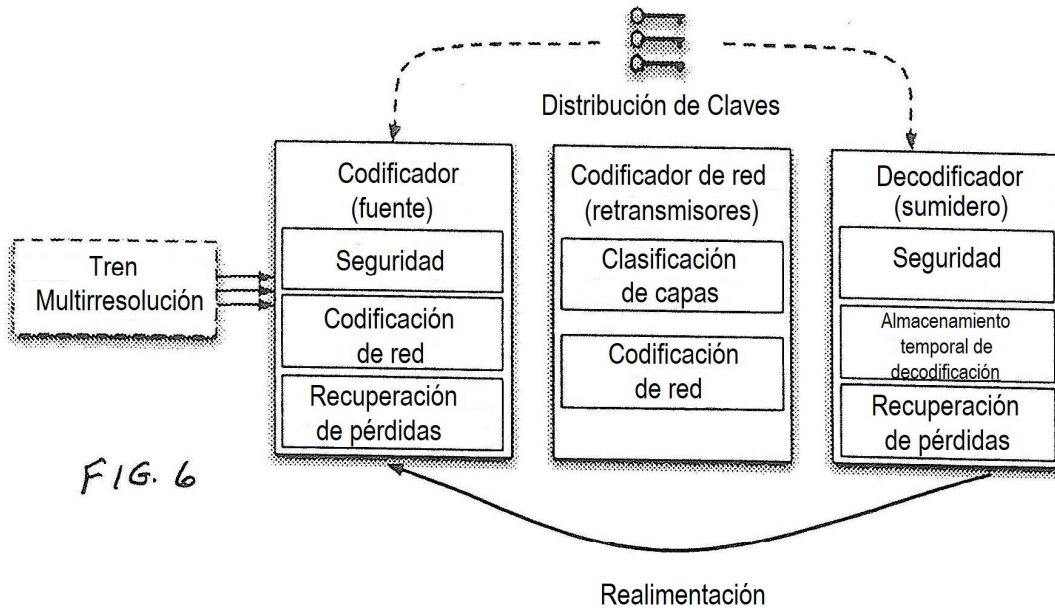 Distribución de Claves
Tren
Multirresolución
Codificador
(fuente)
Seguridad
Codificación
de red
Recuperación
de pérdidas
Codificador de red
(retransmisores)
Clasificación
de capas
Codificación
de red
Decodificador
(sumidero)
Seguridad
Almacenamiento
temporal de
decodificación
Recuperación
de pérdidas
FIG. 6
Realimentación